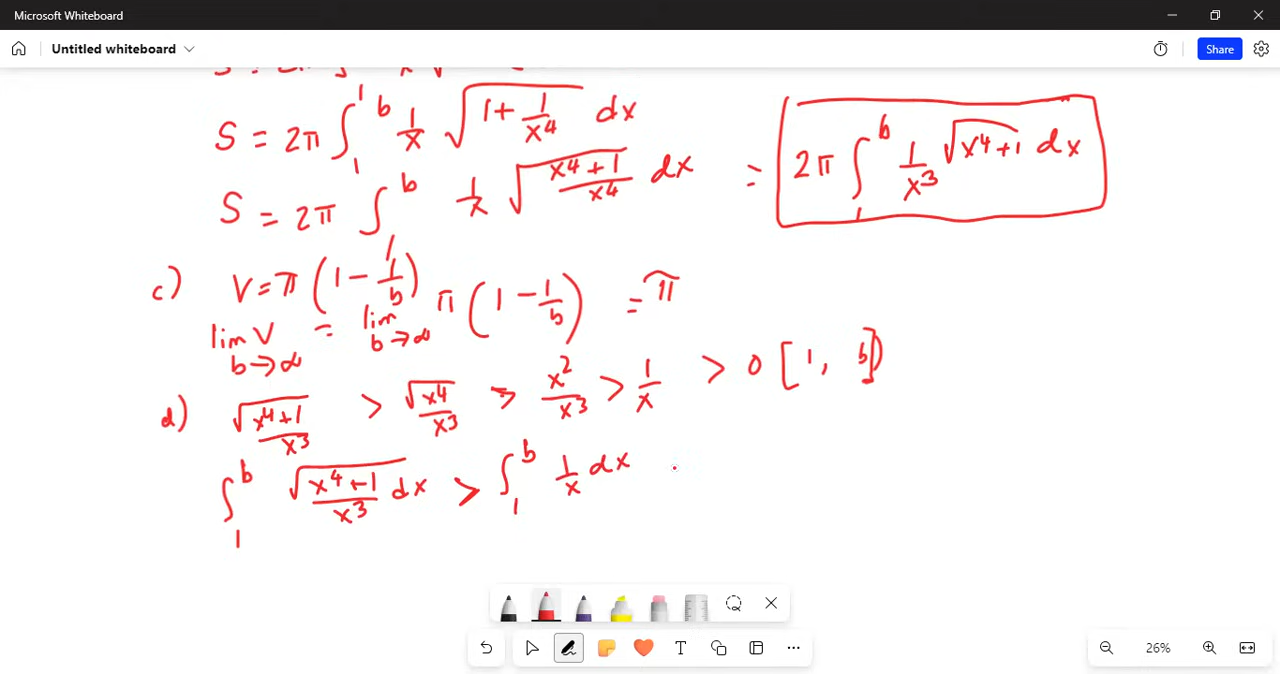 Microsoft Whiteboard
Untitled whiteboard
Share
S = 2π ∫₁ᵇ 1/x √(1 + 1/x⁴) dx
S = 2π ∫₁ᵇ 1/x √((x⁴+1)/x⁴) dx = 2π ∫₁ᵇ 1/x³ √(x⁴+1) dx
c) V = π (1 − 1/b)
lim b→∞ V = lim b→∞ π (1 − 1/b) = π
d) √(x⁴+1)/x³ > √x⁴/x³ > x²/x³ > 1/x > 0 [1, b]
∫₁ᵇ √(x⁴+1)/x³ dx > ∫₁ᵇ 1/x dx
26%